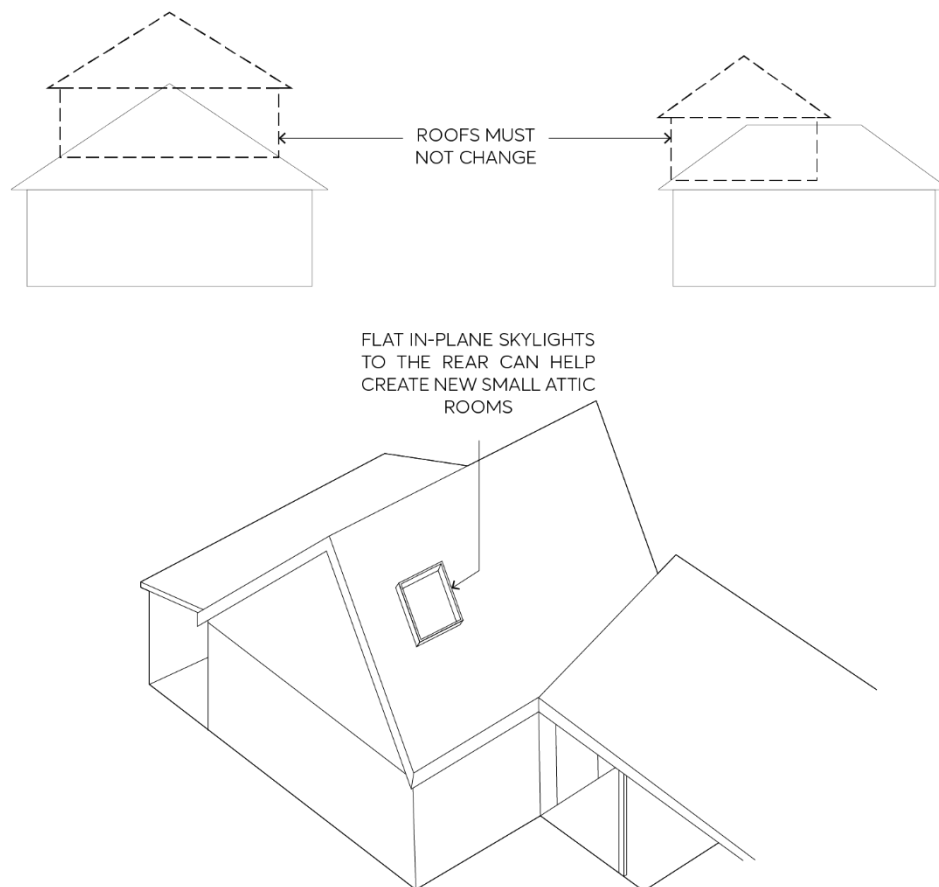 ROOFS MUST
NOT CHANGE
FLAT IN-PLANE SKYLIGHTS
TO THE REAR CAN HELP
CREATE NEW SMALL ATTIC
ROOMS